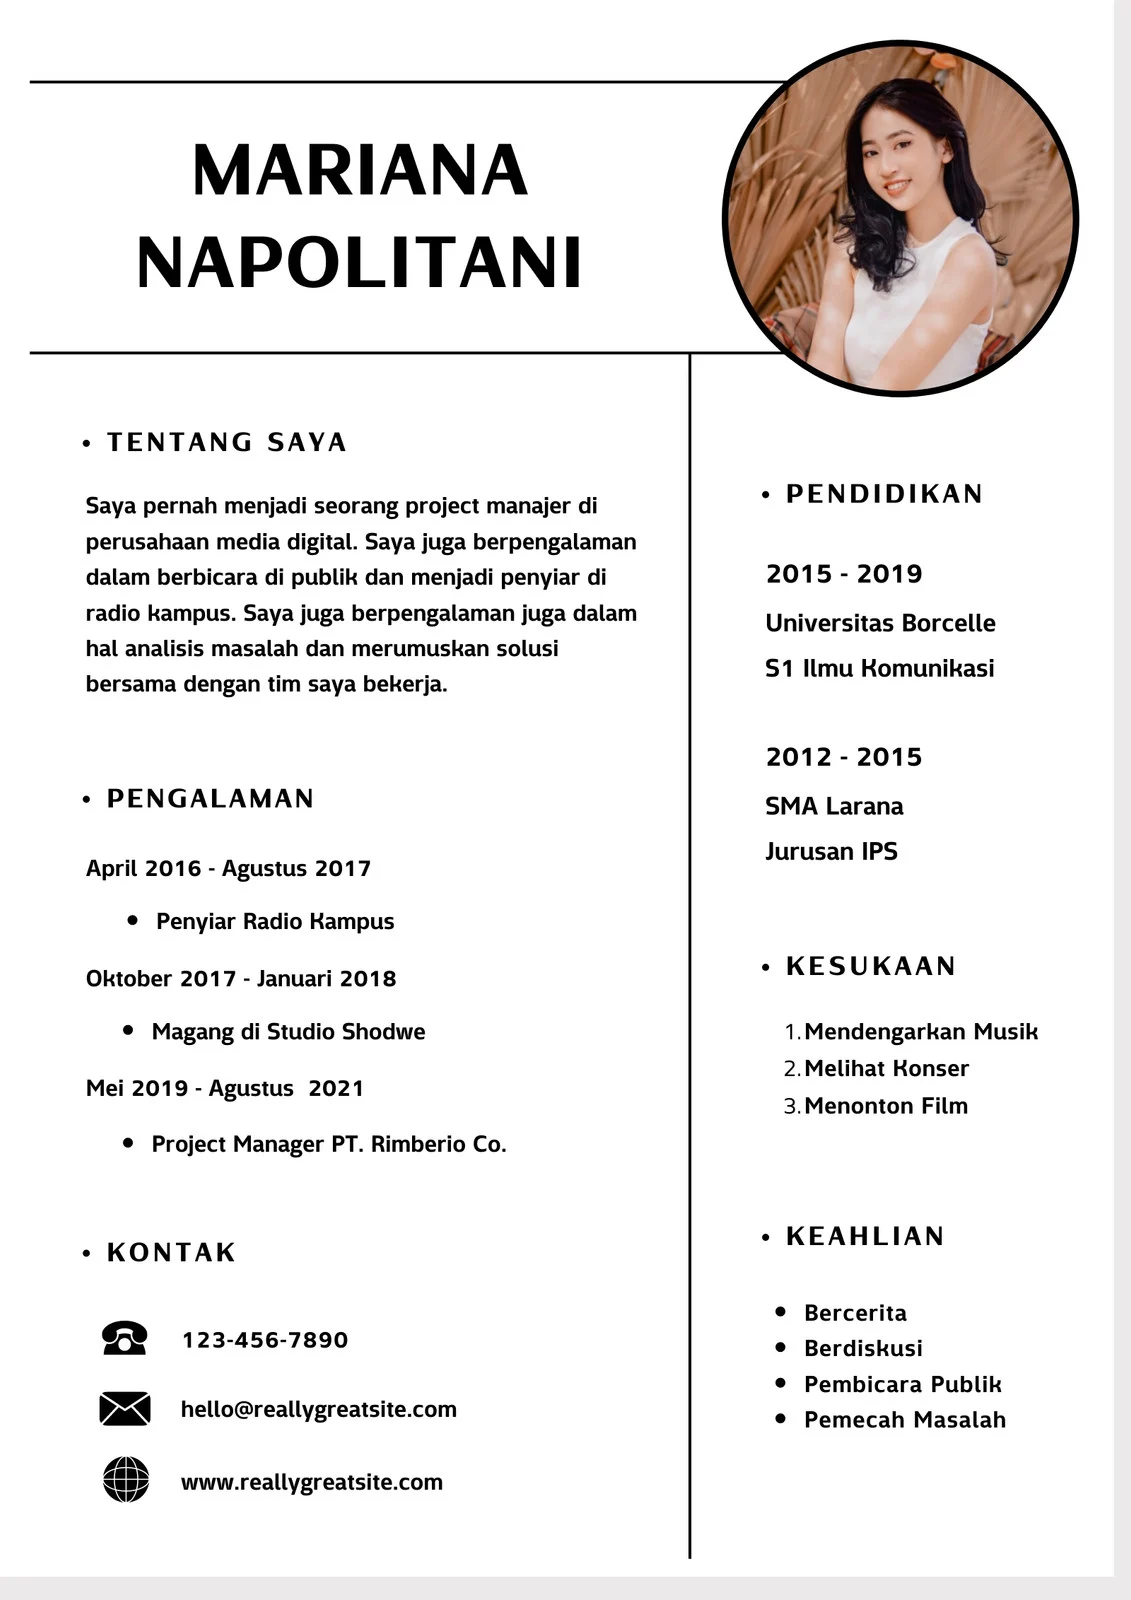 MARIANA
NAPOLITANI
• TENTANG SAYA
Saya pernah menjadi seorang project manajer di
perusahaan media digital. Saya juga berpengalaman
dalam berbicara di publik dan menjadi penyiar di
radio kampus. Saya juga berpengalaman juga dalam
hal analisis masalah dan merumuskan solusi
bersama dengan tim saya bekerja.
• PENGALAMAN
April 2016 - Agustus 2017
• Penyiar Radio Kampus
Oktober 2017 - Januari 2018
• Magang di Studio Shodwe
Mei 2019 - Agustus  2021
• Project Manager PT. Rimberio Co.
• KONTAK
123-456-7890
hello@reallygreatsite.com
www.reallygreatsite.com
• PENDIDIKAN
2015 - 2019
Universitas Borcelle
S1 Ilmu Komunikasi
2012 - 2015
SMA Larana
Jurusan IPS
• KESUKAAN
1. Mendengarkan Musik
2. Melihat Konser
3. Menonton Film
• KEAHLIAN
• Bercerita
• Berdiskusi
• Pembicara Publik
• Pemecah Masalah